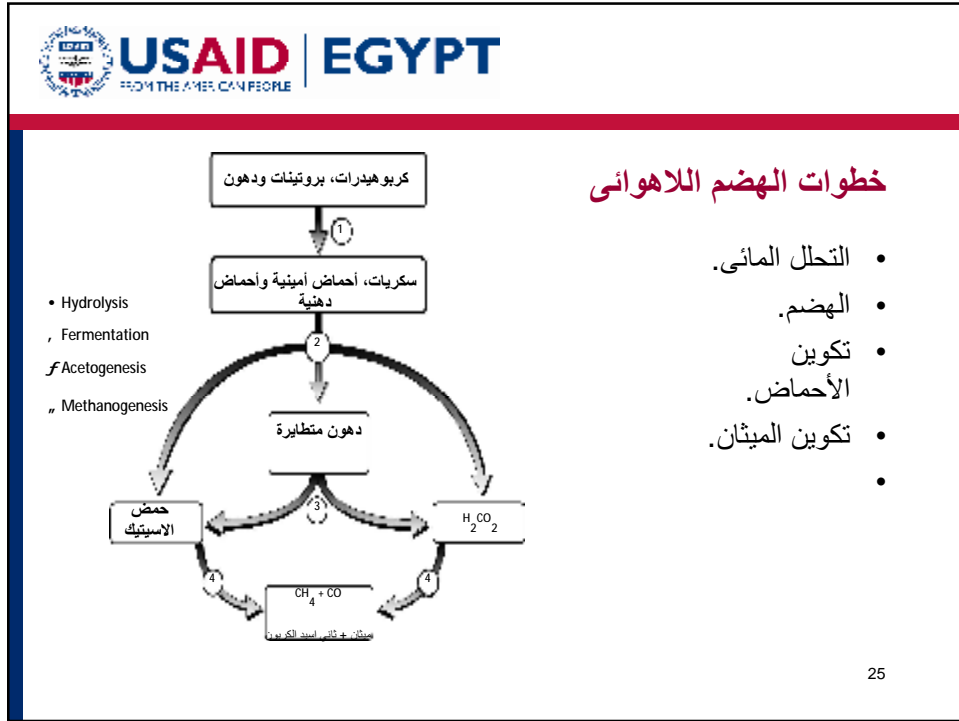 USAID | EGYPT
FROM THE AMERICAN PEOPLE
خطوات الهضم اللاهوائى
• التحلل المائى.
• الهضم.
• تكوين
الأحماض.
• تكوين الميثان.
•
كربوهيدرات، بروتينات ودهون
1
سكريات، أحماض أمينية وأحماض
دهنية
• Hydrolysis
‚ Fermentation
ƒ Acetogenesis
„ Methanogenesis
2
دهون متطايرة
3
حمض
الاسيتيك
H2CO2
4
4
CH4 + CO
ميثان + ثانى اسيد الكربون
25